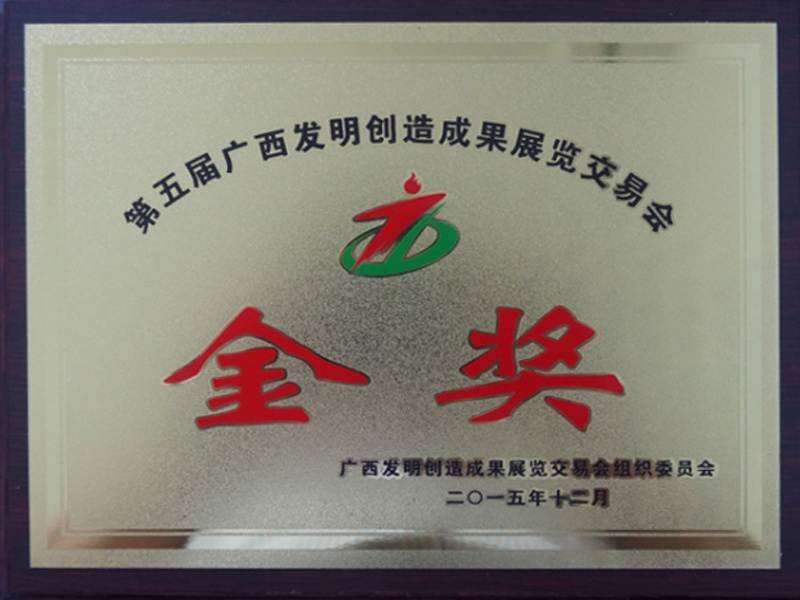 第五届广西发明创造成果展览交易会
金奖
广西发明创造成果展览交易会组织委员会
二〇一五年十二月